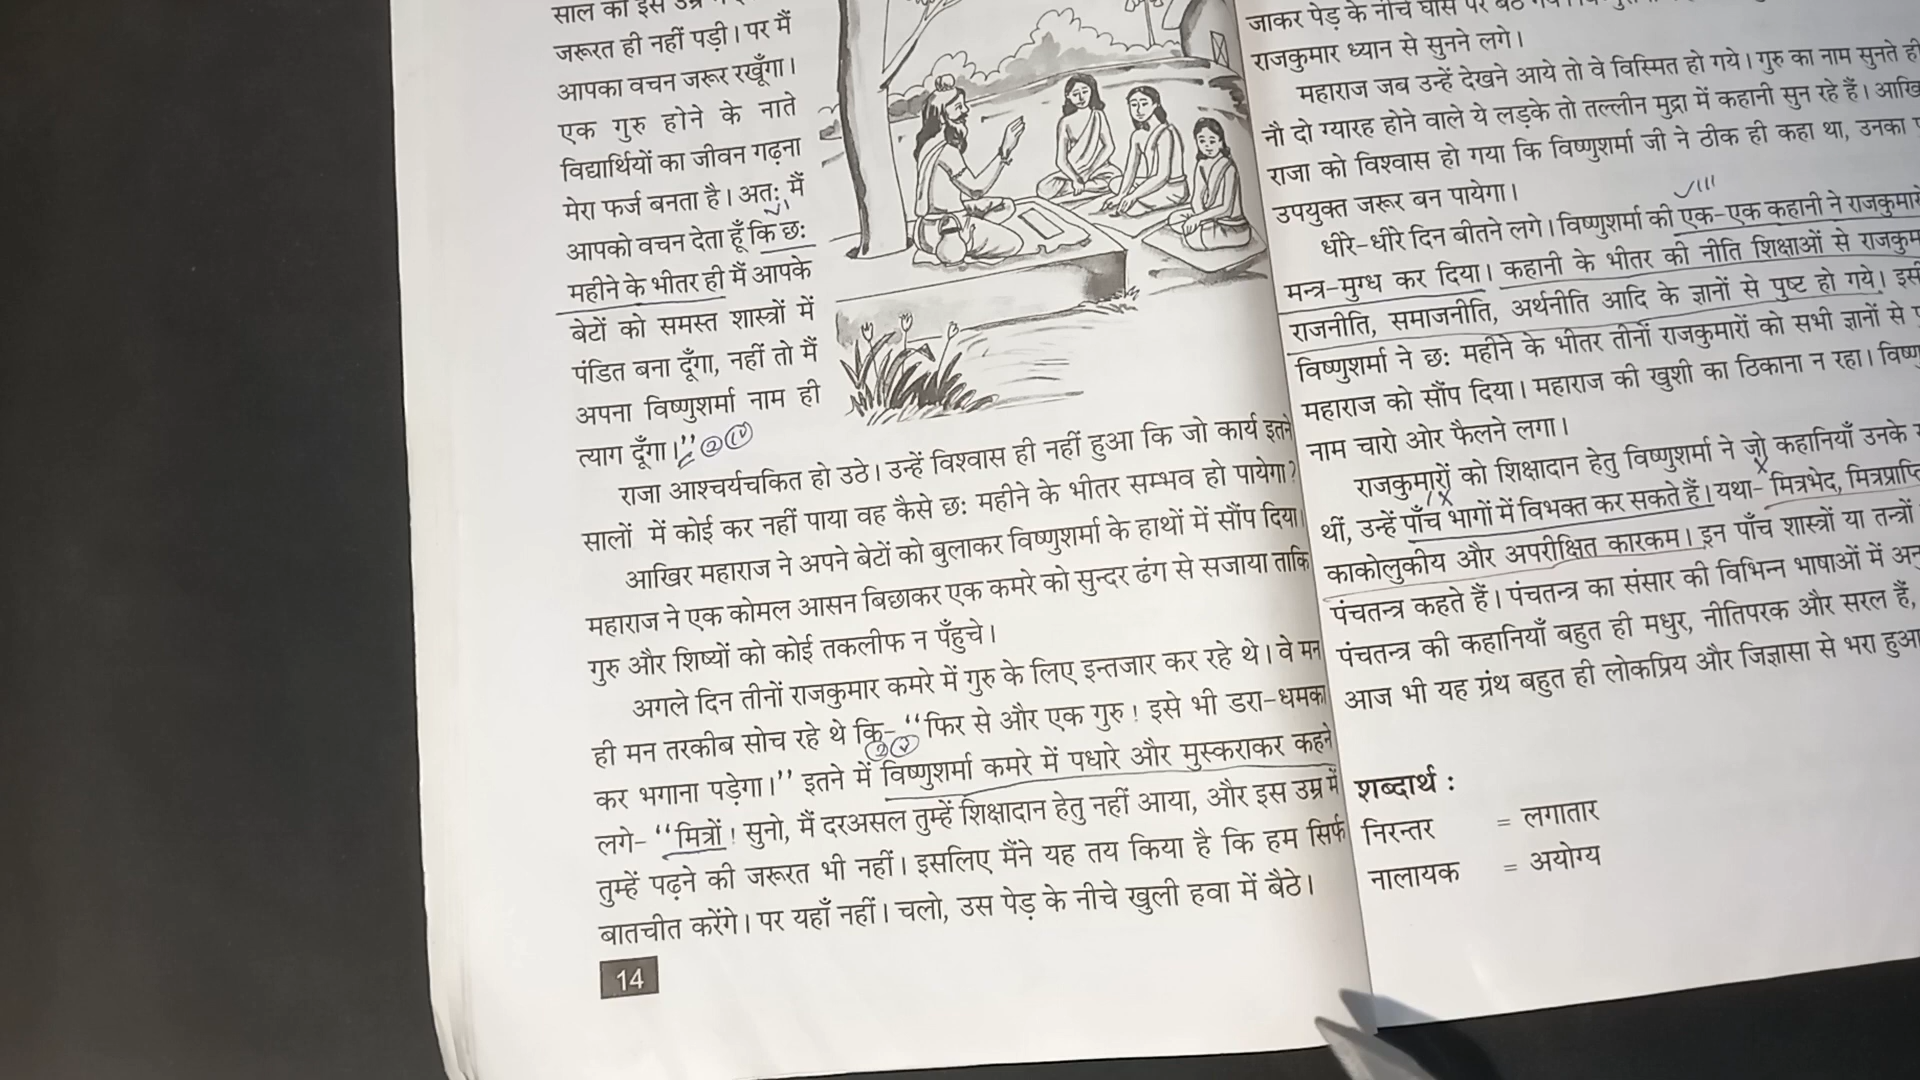 साल की इस
जरूरत ही नहीं पड़ी। पर मैं
आपका वचन जरूर रखूँगा।
एक गुरु होने के नाते
विद्यार्थियों का जीवन गढ़ना
मेरा फर्ज बनता है। अतः मैं
आपको वचन देता हूँ कि छः
महीने के भीतर ही मैं आपके
बेटों को समस्त शास्त्रों में
पंडित बना दूँगा, नहीं तो मैं
अपना विष्णुशर्मा नाम ही
त्याग दूँगा।''
राजा आश्चर्यचकित हो उठे। उन्हें विश्वास ही नहीं हुआ कि जो कार्य इतने
सालों में कोई कर नहीं पाया वह कैसे छः महीने के भीतर सम्भव हो पायेगा?
आखिर महाराज ने अपने बेटों को बुलाकर विष्णुशर्मा के हाथों में सौंप दिया।
महाराज ने एक कोमल आसन बिछाकर एक कमरे को सुन्दर ढंग से सजाया ताकि
गुरु और शिष्यों को कोई तकलीफ न पहुँचे।
अगले दिन तीनों राजकुमार कमरे में गुरु के लिए इन्तजार कर रहे थे। वे मन
ही मन तरकीब सोच रहे थे कि- ''फिर से और एक गुरु! इसे भी डरा-धमका
कर भगाना पड़ेगा।'' इतने में विष्णुशर्मा कमरे में पधारे और मुस्कराकर कहने
लगे- ''मित्रों! सुनो, मैं दरअसल तुम्हें शिक्षादान हेतु नहीं आया, और इस उम्र में
तुम्हें पढ़ने की जरूरत भी नहीं। इसलिए मैंने यह तय किया है कि हम सिर्फ
बातचीत करेंगे। पर यहाँ नहीं। चलो, उस पेड़ के नीचे खुली हवा में बैठे।
14
जाकर पेड़ के नीचे घास पर बैठ गये।
राजकुमार ध्यान से सुनने लगे।
महाराज जब उन्हें देखने आये तो वे विस्मित हो गये। गुरु का नाम सुनते ही
नौ दो ग्यारह होने वाले ये लड़के तो तल्लीन मुद्रा में कहानी सुन रहे हैं।
राजा को विश्वास हो गया कि विष्णुशर्मा जी ने ठीक ही कहा था, उनका
उपयुक्त जरूर बन पायेगा।
धीरे-धीरे दिन बीतने लगे। विष्णुशर्मा की एक-एक कहानी ने
मन्त्र-मुग्ध कर दिया। कहानी के भीतर की नीति शिक्षाओं से
राजनीति, समाजनीति, अर्थनीति आदि के ज्ञानों से पुष्ट हो गये।
विष्णुशर्मा ने छः महीने के भीतर तीनों राजकुमारों को सभी ज्ञानों से
महाराज को सौंप दिया। महाराज की खुशी का ठिकाना न रहा।
नाम चारो ओर फैलने लगा।
राजकुमारों को शिक्षादान हेतु विष्णुशर्मा ने जो कहानियाँ उनके
थीं, उन्हें पाँच भागों में विभक्त कर सकते हैं। यथा- मित्रभेद,
काकोलुकीय और अपरीक्षित कारकम। इन पाँच शास्त्रों या तन्त्रों
पंचतन्त्र कहते हैं। पंचतन्त्र का संसार की विभिन्न भाषाओं में
पंचतन्त्र की कहानियाँ बहुत ही मधुर, नीतिपरक और सरल हैं,
आज भी यह ग्रंथ बहुत ही लोकप्रिय और जिज्ञासा से भरा हुआ
शब्दार्थ :
निरन्तर = लगातार
नालायक = अयोग्य